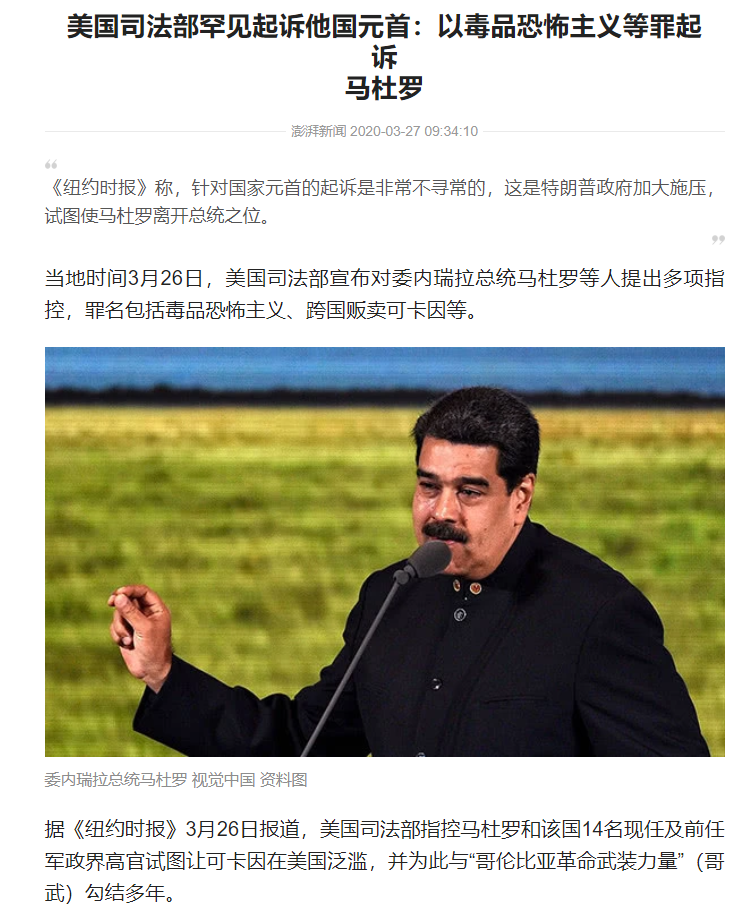 美国司法部罕见起诉他国元首：以毒品恐怖主义等罪起
诉
马杜罗
澎湃新闻 2020-03-27 09:34:10
“
《纽约时报》称，针对国家元首的起诉是非常不寻常的，这是特朗普政府加大施压，
试图使马杜罗离开总统之位。
”
当地时间3月26日，美国司法部宣布对委内瑞拉总统马杜罗等人提出多项指
控，罪名包括毒品恐怖主义、跨国贩卖可卡因等。
委内瑞拉总统马杜罗 视觉中国 资料图
据《纽约时报》3月26日报道，美国司法部指控马杜罗和该国14名现任及前任
军政界高官试图让可卡因在美国泛滥，并为此与“哥伦比亚革命武装力量”（哥
武）勾结多年。